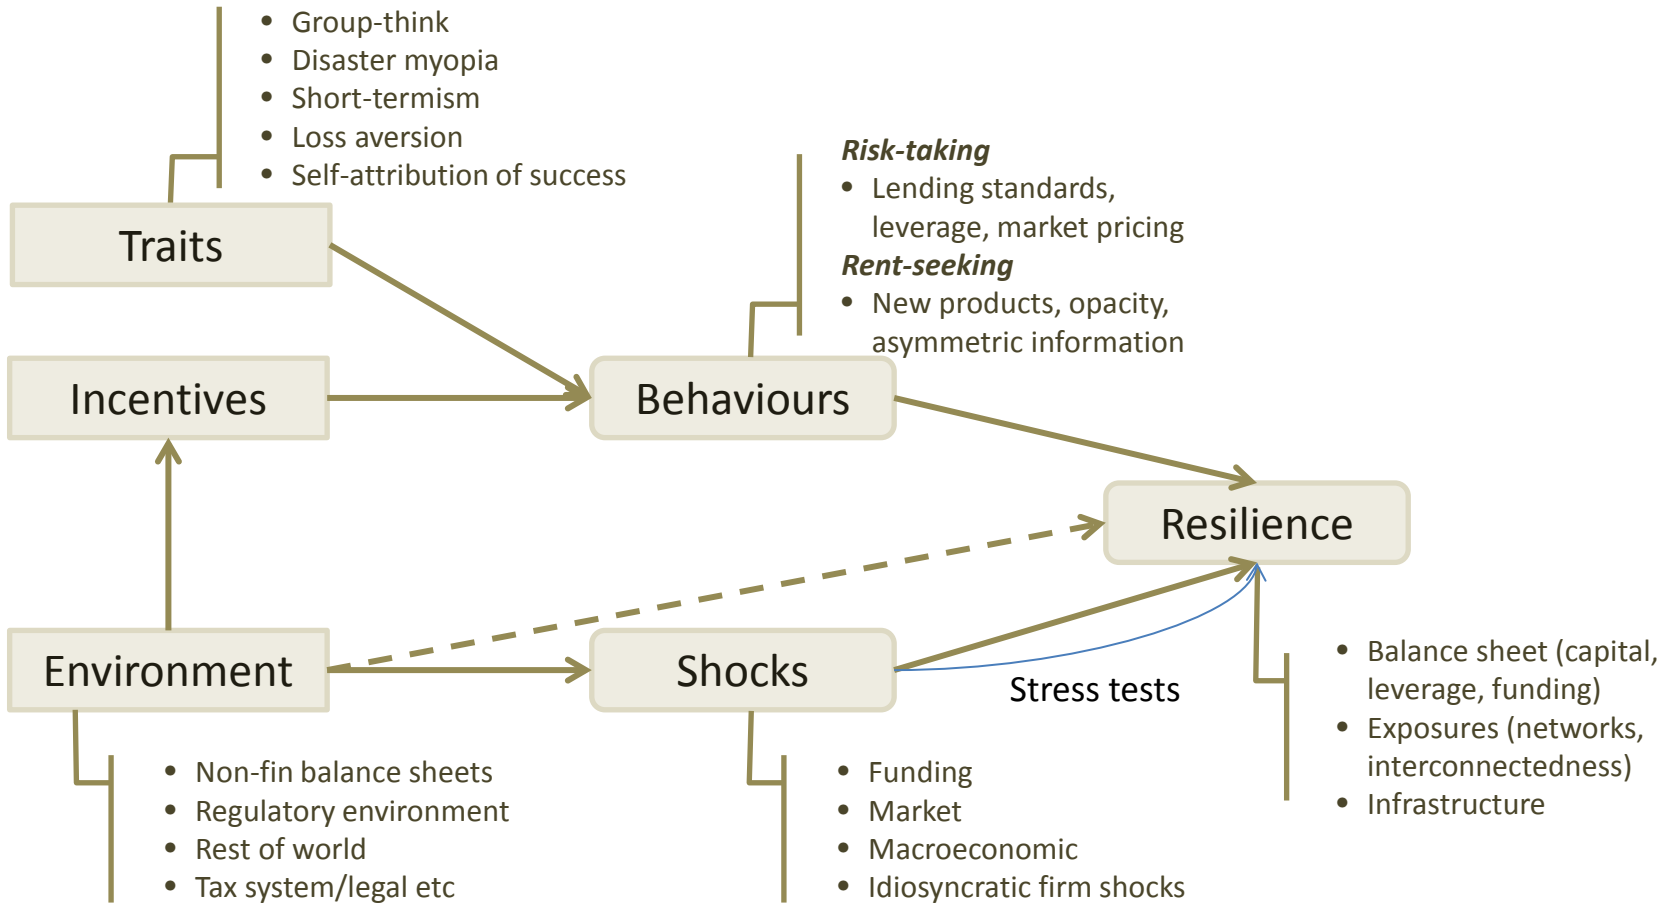 • Group-think
• Disaster myopia
• Short-termism
• Loss aversion
• Self-attribution of success
Traits
Risk-taking
• Lending standards,
leverage, market pricing
Rent-seeking
• New products, opacity,
asymmetric information
Incentives
Behaviours
Resilience
Environment
Shocks
Stress tests
• Balance sheet (capital,
leverage, funding)
• Exposures (networks,
interconnectedness)
• Infrastructure
• Non-fin balance sheets
• Regulatory environment
• Rest of world
• Tax system/legal etc
• Funding
• Market
• Macroeconomic
• Idiosyncratic firm shocks